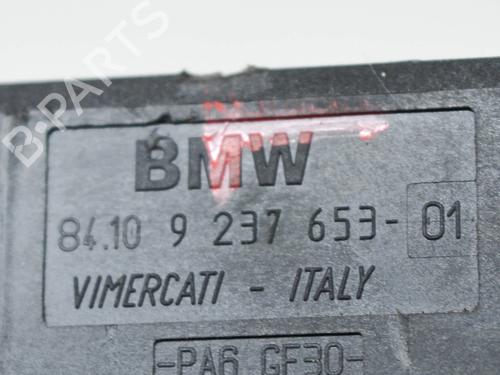 B-PARTS
BMW
84.10 9 237 653- 01
VIMERCATI - ITALY
-PA6 GF30-